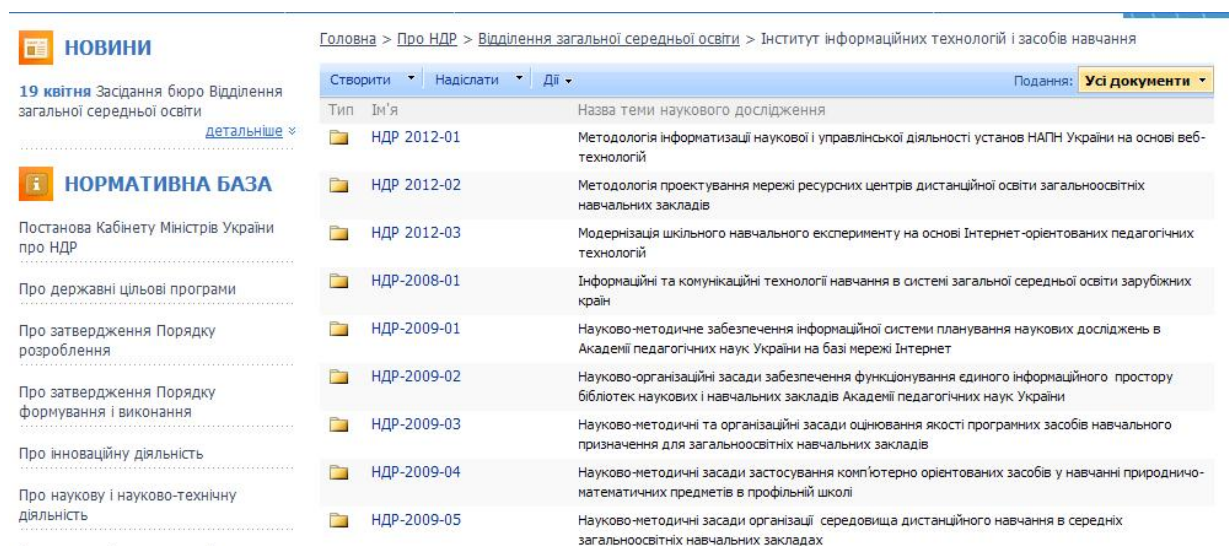 НОВИНИ
19 квітня Засідання бюро Відділення
загальної середньої освіти
детальніше
НОРМАТИВНА БАЗА
Постанова Кабінету Міністрів України
про НДР
Про державні цільові програми
Про затвердження Порядку
розроблення
Про затвердження Порядку
формування і виконання
Про інноваційну діяльність
Про наукову і науково-технічну
діяльність
Головна > Про НДР > Відділення загальної середньої освіти > Інститут інформаційних технологій і засобів навчання
Створити Надіслати Дії Подання: Усі документи
Тип Ім'я Назва теми наукового дослідження
НДР 2012-01 Методологія інформатизації наукової і управлінської діяльності установ НАПН України на основі веб-
технологій
НДР 2012-02 Методологія проектування мережі ресурсних центрів дистанційної освіти загальноосвітніх
навчальних закладів
НДР 2012-03 Модернізація шкільного навчального експерименту на основі Інтернет-орієнтованих педагогічних
технологій
НДР-2008-01 Інформаційні та комунікаційні технології навчання в системі загальної середньої освіти зарубіжних
країн
НДР-2009-01 Науково-методичне забезпечення інформаційної системи планування наукових досліджень в
Академії педагогічних наук України на базі мережі Інтернет
НДР-2009-02 Науково-організаційні засади забезпечення функціонування єдиного інформаційного простору
бібліотек наукових і навчальних закладів Академії педагогічних наук України
НДР-2009-03 Науково-методичні та організаційні засади оцінювання якості програмних засобів навчального
призначення для загальноосвітніх навчальних закладів
НДР-2009-04 Науково-методичні засади застосування комп'ютерно орієнтованих засобів у навчанні природничо-
математичних предметів в профільній школі
НДР-2009-05 Науково-методичні засади організації середовища дистанційного навчання в середніх
загальноосвітніх навчальних закладах